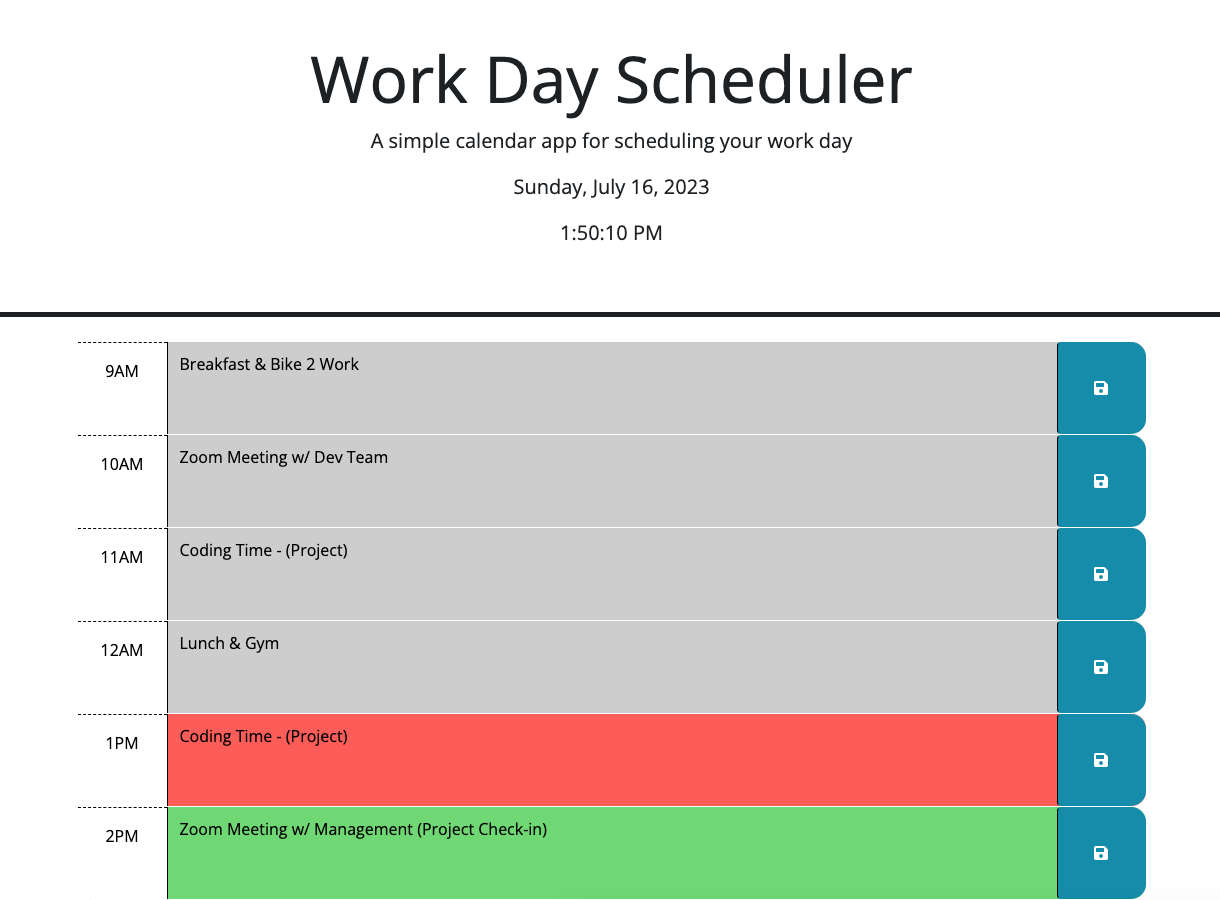 Work Day Scheduler
A simple calendar app for scheduling your work day
Sunday, July 16, 2023
1:50:10 PM
9AM
Breakfast & Bike 2 Work
10AM
Zoom Meeting w/ Dev Team
11AM
Coding Time - (Project)
12AM
Lunch & Gym
1PM
Coding Time - (Project)
2PM
Zoom Meeting w/ Management (Project Check-in)